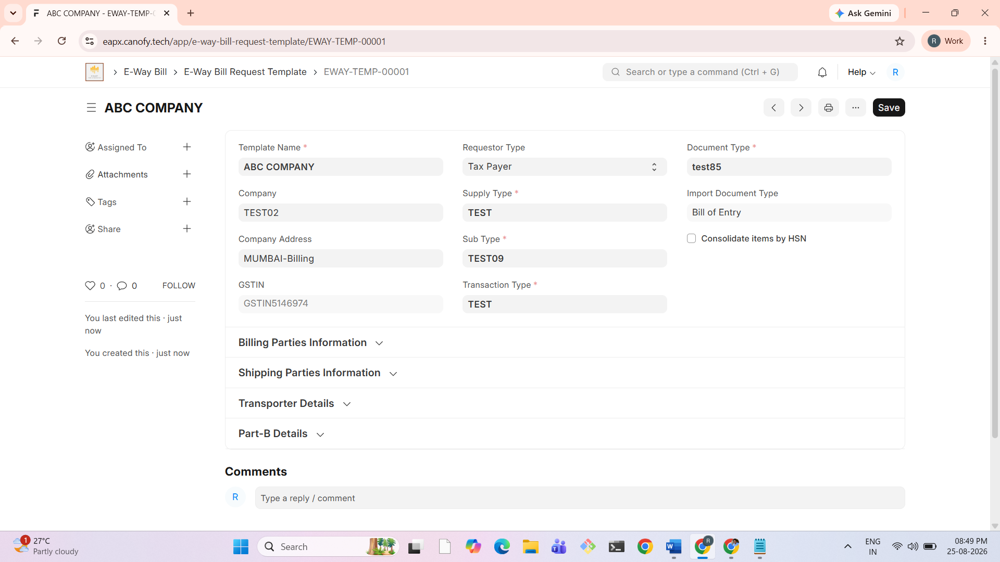 ABC COMPANY - EWAY-TEMP-0
Ask Gemini
eapx.canofy.tech/app/e-way-bill-request-template/EWAY-TEMP-00001
R
Work
E-Way Bill
E-Way Bill Request Template
EWAY-TEMP-00001
Search or type a command (Ctrl + G)
Help
R
ABC COMPANY
Save
Assigned To
Attachments
Tags
Share
0 · 0
FOLLOW
You last edited this · just
now
You created this · just now
Template Name *
ABC COMPANY
Company
TEST02
Company Address
MUMBAI-Billing
GSTIN
GSTIN5146974
Requestor Type
Tax Payer
Supply Type *
TEST
Sub Type *
TEST09
Transaction Type *
TEST
Document Type *
test85
Import Document Type
Bill of Entry
Consolidate items by HSN
Billing Parties Information
Shipping Parties Information
Transporter Details
Part-B Details
Comments
R
Type a reply / comment
1
27°C
Partly cloudy
Search
R
ENG
IN
08:49 PM
25-08-2026